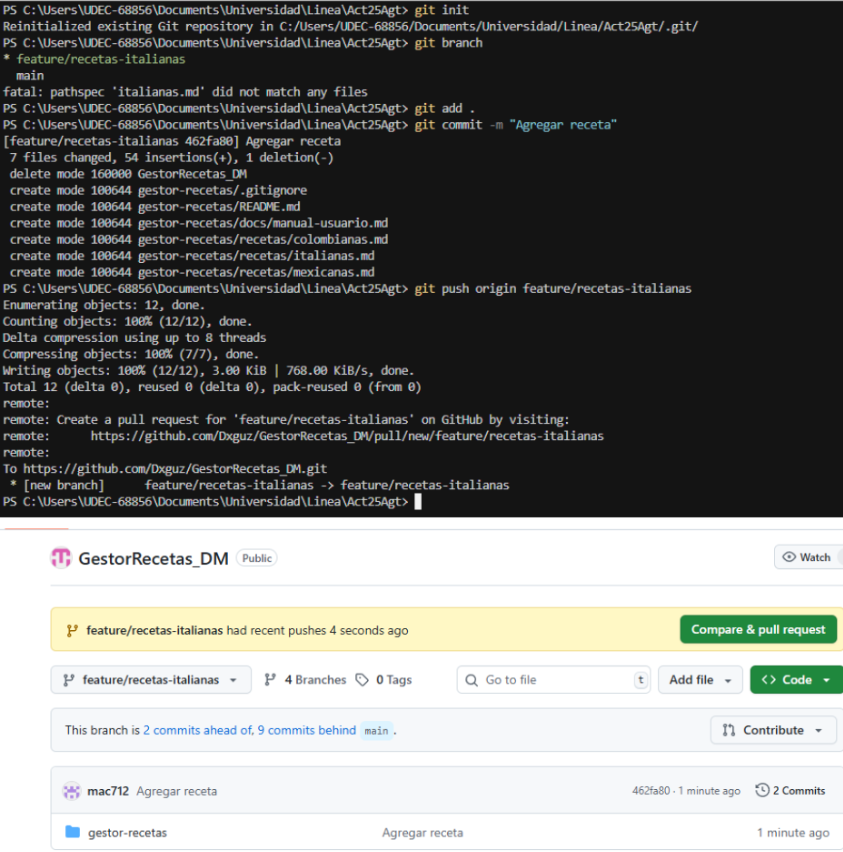 PS C:\Users\UDEC-68856\Documents\Universidad\Linea\Act25Agt> git init
Reinitialized existing Git repository in C:/Users/UDEC-68856/Documents/Universidad/Linea/Act25Agt/.git/
PS C:\Users\UDEC-68856\Documents\Universidad\Linea\Act25Agt> git branch
* feature/recetas-italianas
  main
fatal: pathspec 'italianas.md' did not match any files
PS C:\Users\UDEC-68856\Documents\Universidad\Linea\Act25Agt> git add .
PS C:\Users\UDEC-68856\Documents\Universidad\Linea\Act25Agt> git commit -m "Agregar receta"
[feature/recetas-italianas 462fa80] Agregar receta
 7 files changed, 54 insertions(+), 1 deletion(-)
 delete mode 160000 GestorRecetas_DM
 create mode 100644 gestor-recetas/.gitignore
 create mode 100644 gestor-recetas/README.md
 create mode 100644 gestor-recetas/docs/manual-usuario.md
 create mode 100644 gestor-recetas/recetas/colombianas.md
 create mode 100644 gestor-recetas/recetas/italianas.md
 create mode 100644 gestor-recetas/recetas/mexicanas.md
PS C:\Users\UDEC-68856\Documents\Universidad\Linea\Act25Agt> git push origin feature/recetas-italianas
Enumerating objects: 12, done.
Counting objects: 100% (12/12), done.
Delta compression using up to 8 threads
Compressing objects: 100% (7/7), done.
Writing objects: 100% (12/12), 3.00 KiB | 768.00 KiB/s, done.
Total 12 (delta 0), reused 0 (delta 0), pack-reused 0 (from 0)
remote:
remote: Create a pull request for 'feature/recetas-italianas' on GitHub by visiting:
remote:      https://github.com/Dxguz/GestorRecetas_DM/pull/new/feature/recetas-italianas
remote:
To https://github.com/Dxguz/GestorRecetas_DM.git
 * [new branch]      feature/recetas-italianas -> feature/recetas-italianas
PS C:\Users\UDEC-68856\Documents\Universidad\Linea\Act25Agt>
GestorRecetas_DM Public Watch
feature/recetas-italianas had recent pushes 4 seconds ago Compare & pull request
feature/recetas-italianas 4 Branches 0 Tags Go to file t Add file <> Code
This branch is 2 commits ahead of, 9 commits behind main . Contribute
mac712 Agregar receta 462fa80 · 1 minute ago 2 Commits
gestor-recetas Agregar receta 1 minute ago